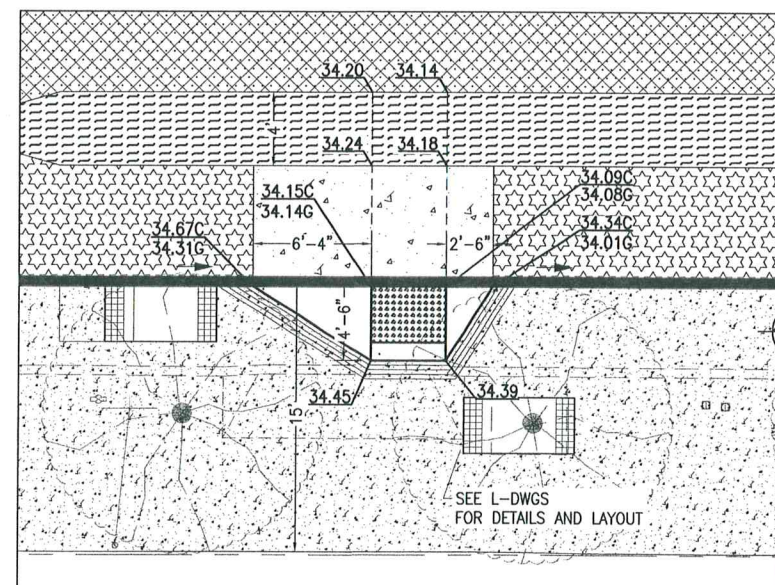 34.20
34.14
4'
34.24
34.18
34.15C
34.14G
34.09C
34.08G
34.67C
34.31G
34.34C
34.01G
6'-4"
2'-6"
4'-6"
34.45
34.39
15'
SEE L-DWGS
FOR DETAILS AND LAYOUT